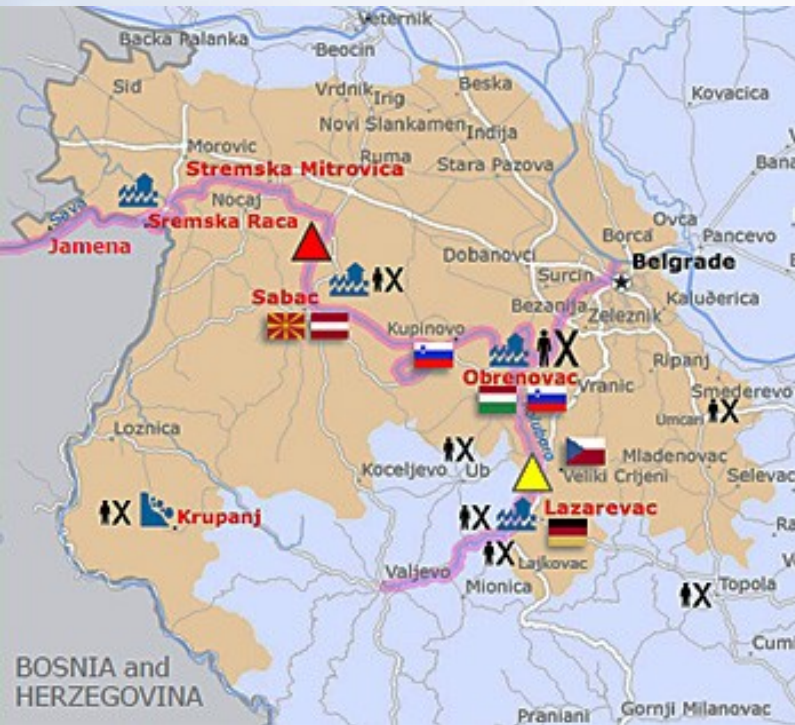 Veternik
Backa Palanka
Beocin
Sid
Vrdnik
Irig
Beska
Kovacica
Novi Slankamen
Indija
Morovic
Ruma
Stara Pazova
Stremska Mitrovica
Nocaj
Sava
Sremska Raca
Jamena
Ovca
Borca
Pancevo
Dobanovci
Belgrade
Surcin
Sabac
Bezanija
Kaluđerica
Zeleznik
Kupinovo
Ripanj
Obrenovac
Vranic
Smederevo
Umcari
Loznica
Mladenovac
Koceljevo
Ub
Veliki Crljeni
Selevac
Lazarevac
Krupanj
Lajkovac
Valjevo
Mionica
Topola
BOSNIA and
HERZEGOVINA
Gornji Milanovac
Pranjani